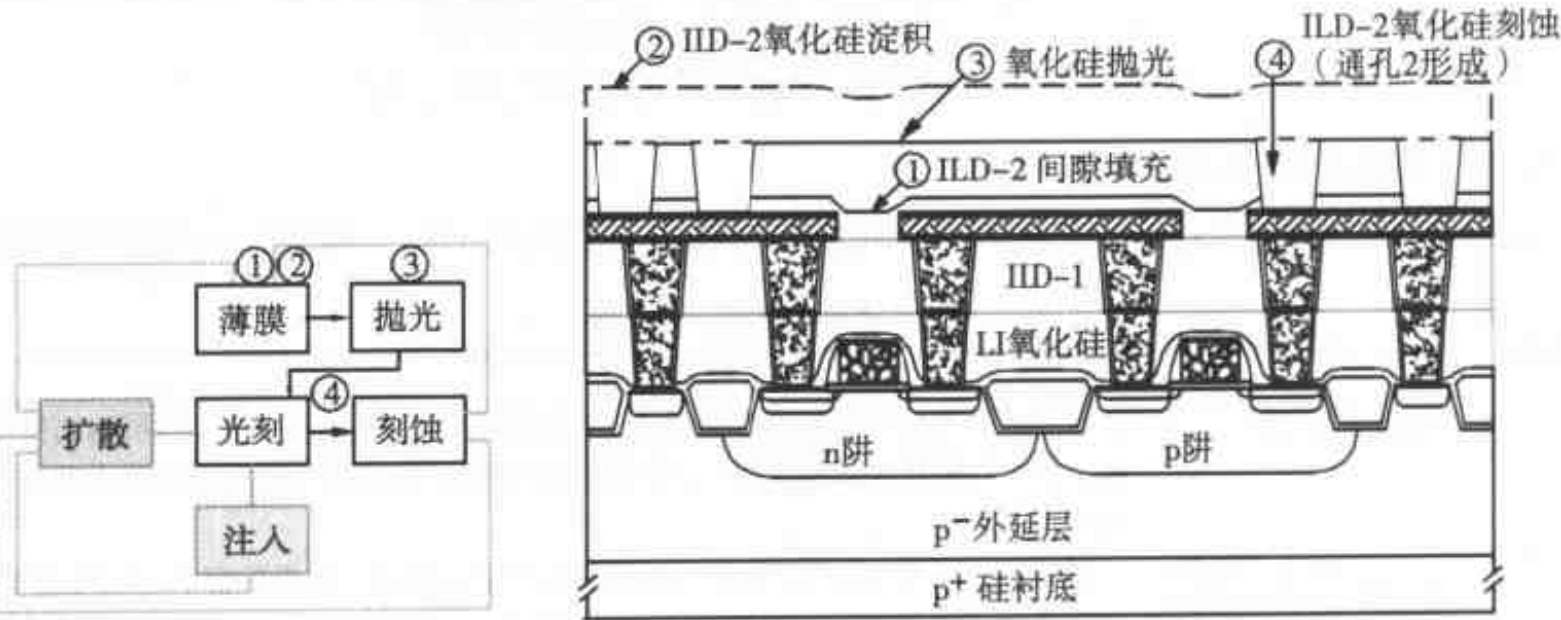 ① ②
③
薄膜
抛光
④
扩散
光刻
刻蚀
注入
② IID-2氧化硅淀积
③ 氧化硅抛光
ILD-2氧化硅刻蚀
④ （通孔2形成）
① ILD-2 间隙填充
IID-1
LI氧化硅
n阱
p阱
p⁻外延层
p⁺硅衬底